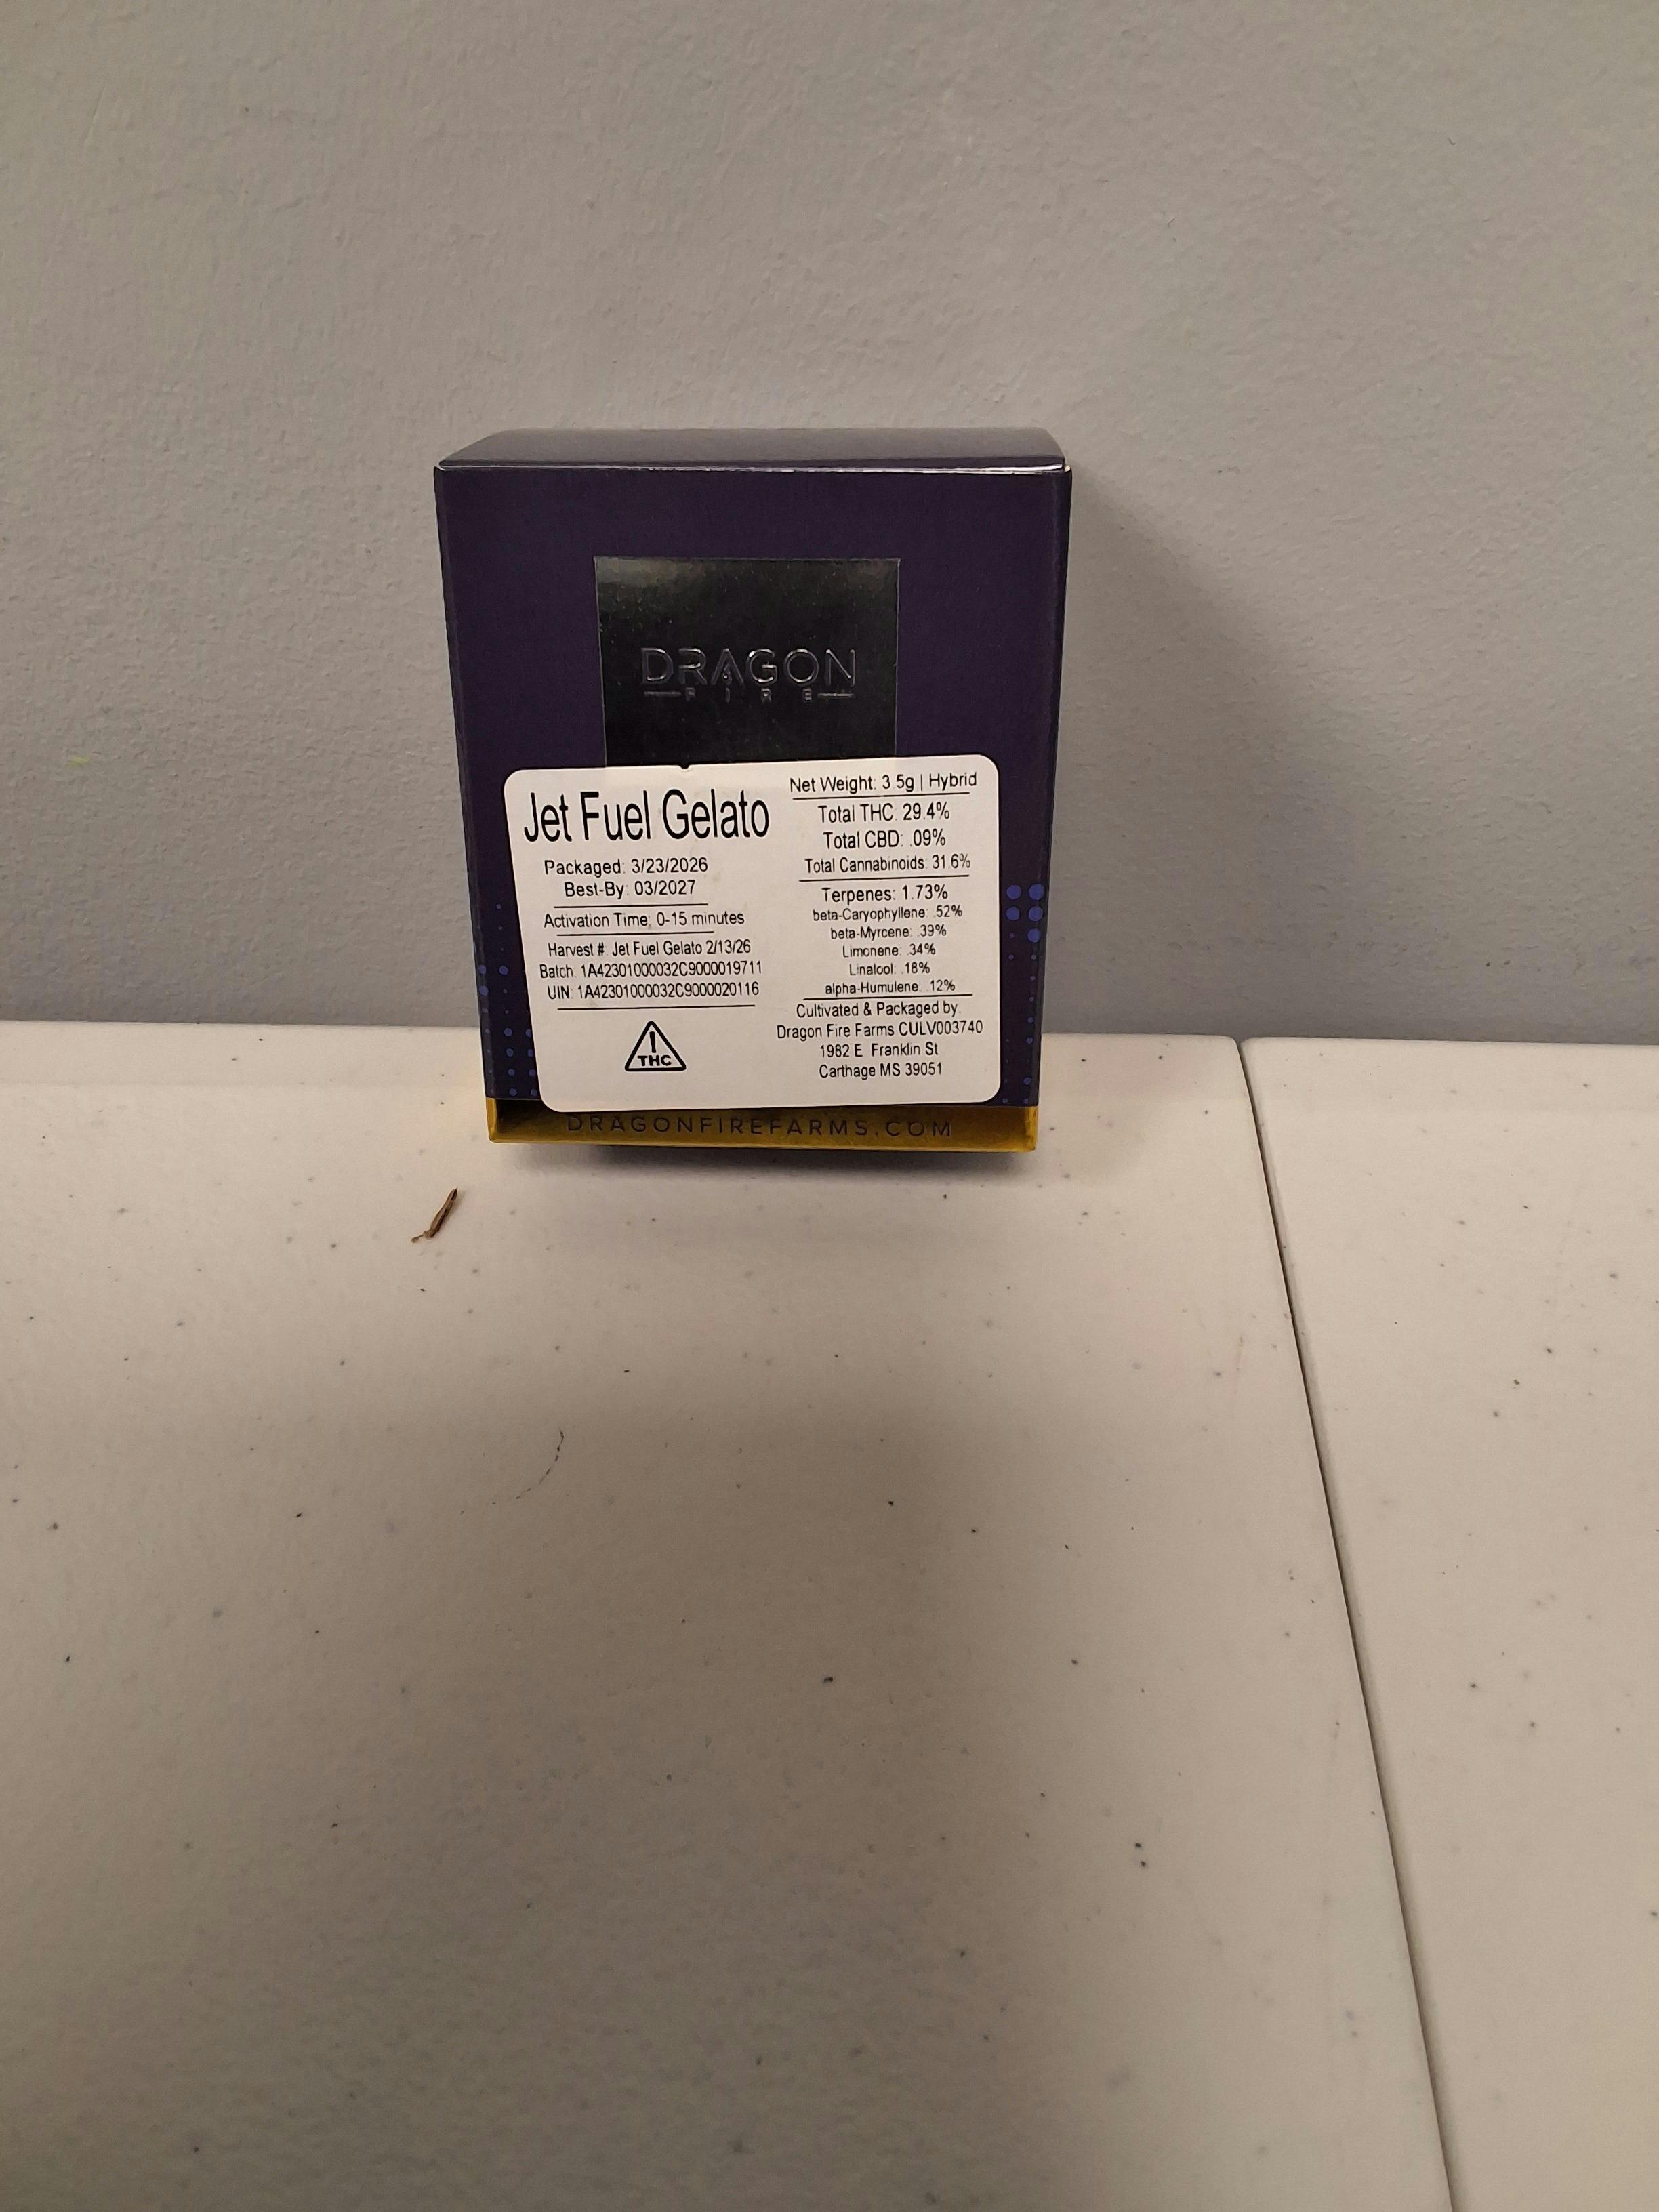 DRAGON
FIRE
Jet Fuel Gelato
Packaged: 3/23/2026
Best-By: 03/2027
Activation Time: 0-15 minutes
Harvest #: Jet Fuel Gelato 2/13/26
Batch: 1A42301000032C9000019711
UIN: 1A42301000032C9000020116
THC
Net Weight: 3.5g | Hybrid
Total THC: 29.4%
Total CBD: .09%
Total Cannabinoids: 31.6%
Terpenes: 1.73%
beta-Caryophyllene: .52%
beta-Myrcene: .39%
Limonene: .34%
Linalool: .18%
alpha-Humulene: .12%
Cultivated & Packaged by:
Dragon Fire Farms CULV003740
1982 E. Franklin St
Carthage MS 39051
DRAGONFIREFARMS.COM